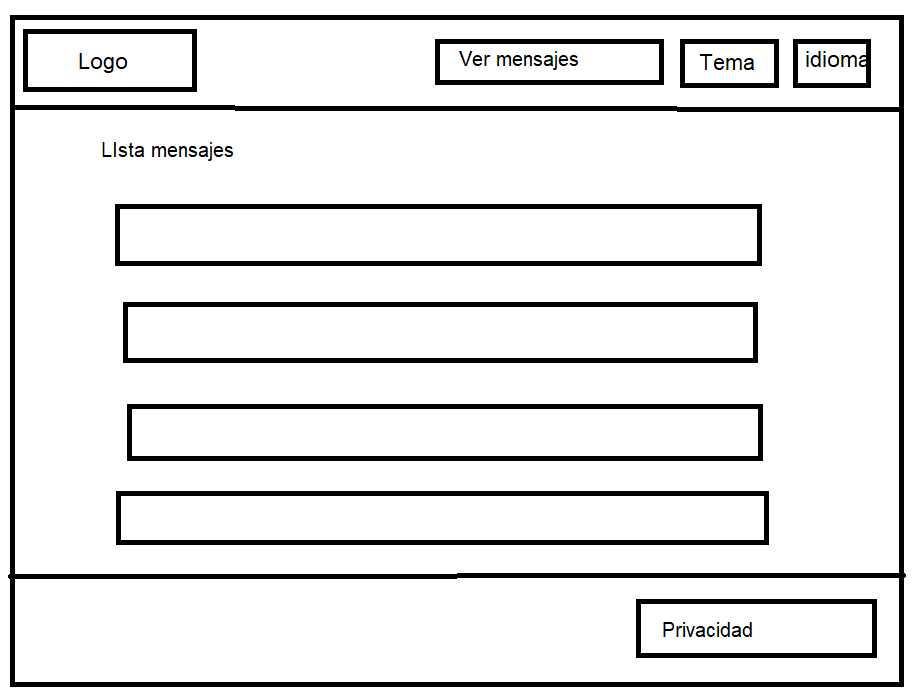 Logo
Ver mensajes
Tema
idioma
LIsta mensajes
Privacidad